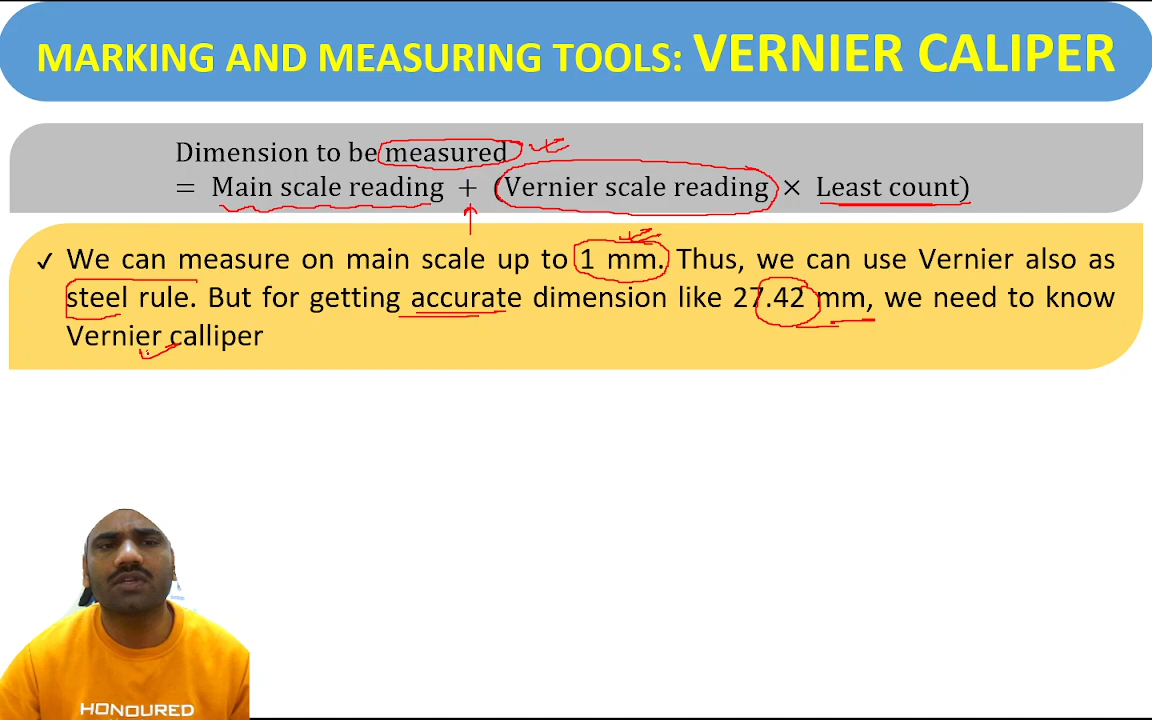 MARKING AND MEASURING TOOLS: VERNIER CALIPER
Dimension to be measured
= Main scale reading + (Vernier scale reading × Least count)
✓ We can measure on main scale up to 1 mm. Thus, we can use Vernier also as
steel rule. But for getting accurate dimension like 27.42 mm, we need to know
Vernier calliper
HONOURED